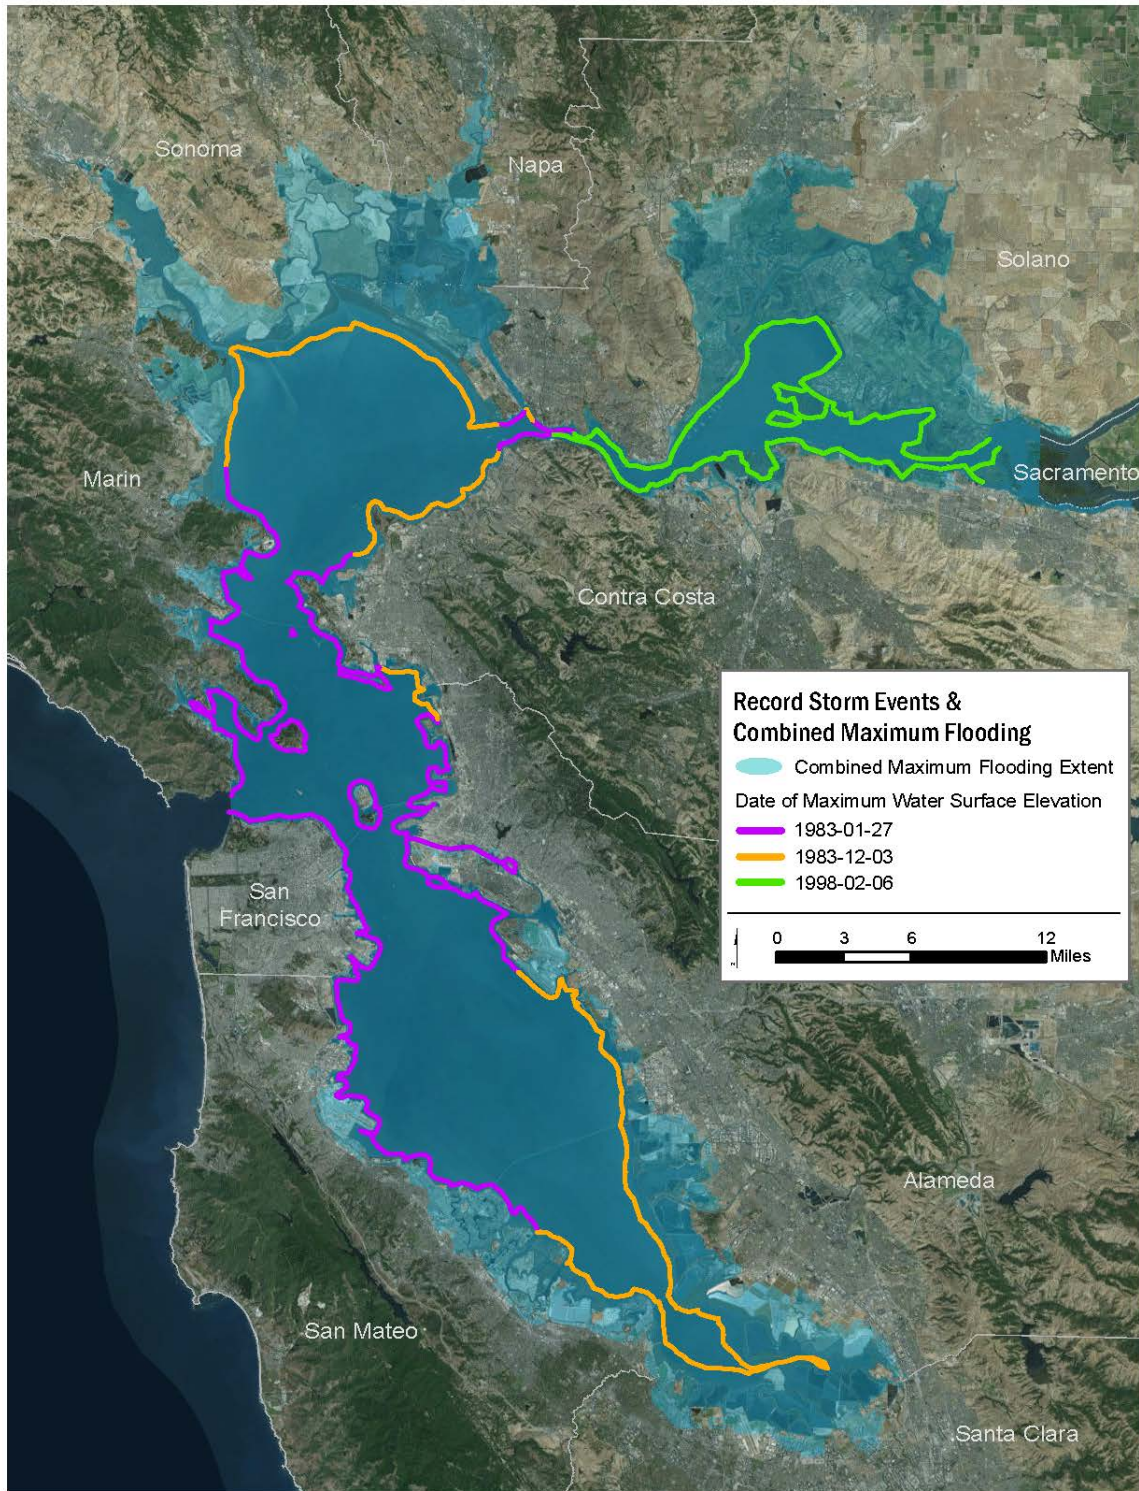 Sonoma
Napa
Solano
Marin
Sacramento
Contra Costa
Record Storm Events &
Combined Maximum Flooding
Combined Maximum Flooding Extent
Date of Maximum Water Surface Elevation
1983-01-27
1983-12-03
1998-02-06
0 3 6 12
Miles
San
Francisco
Alameda
San Mateo
Santa Clara